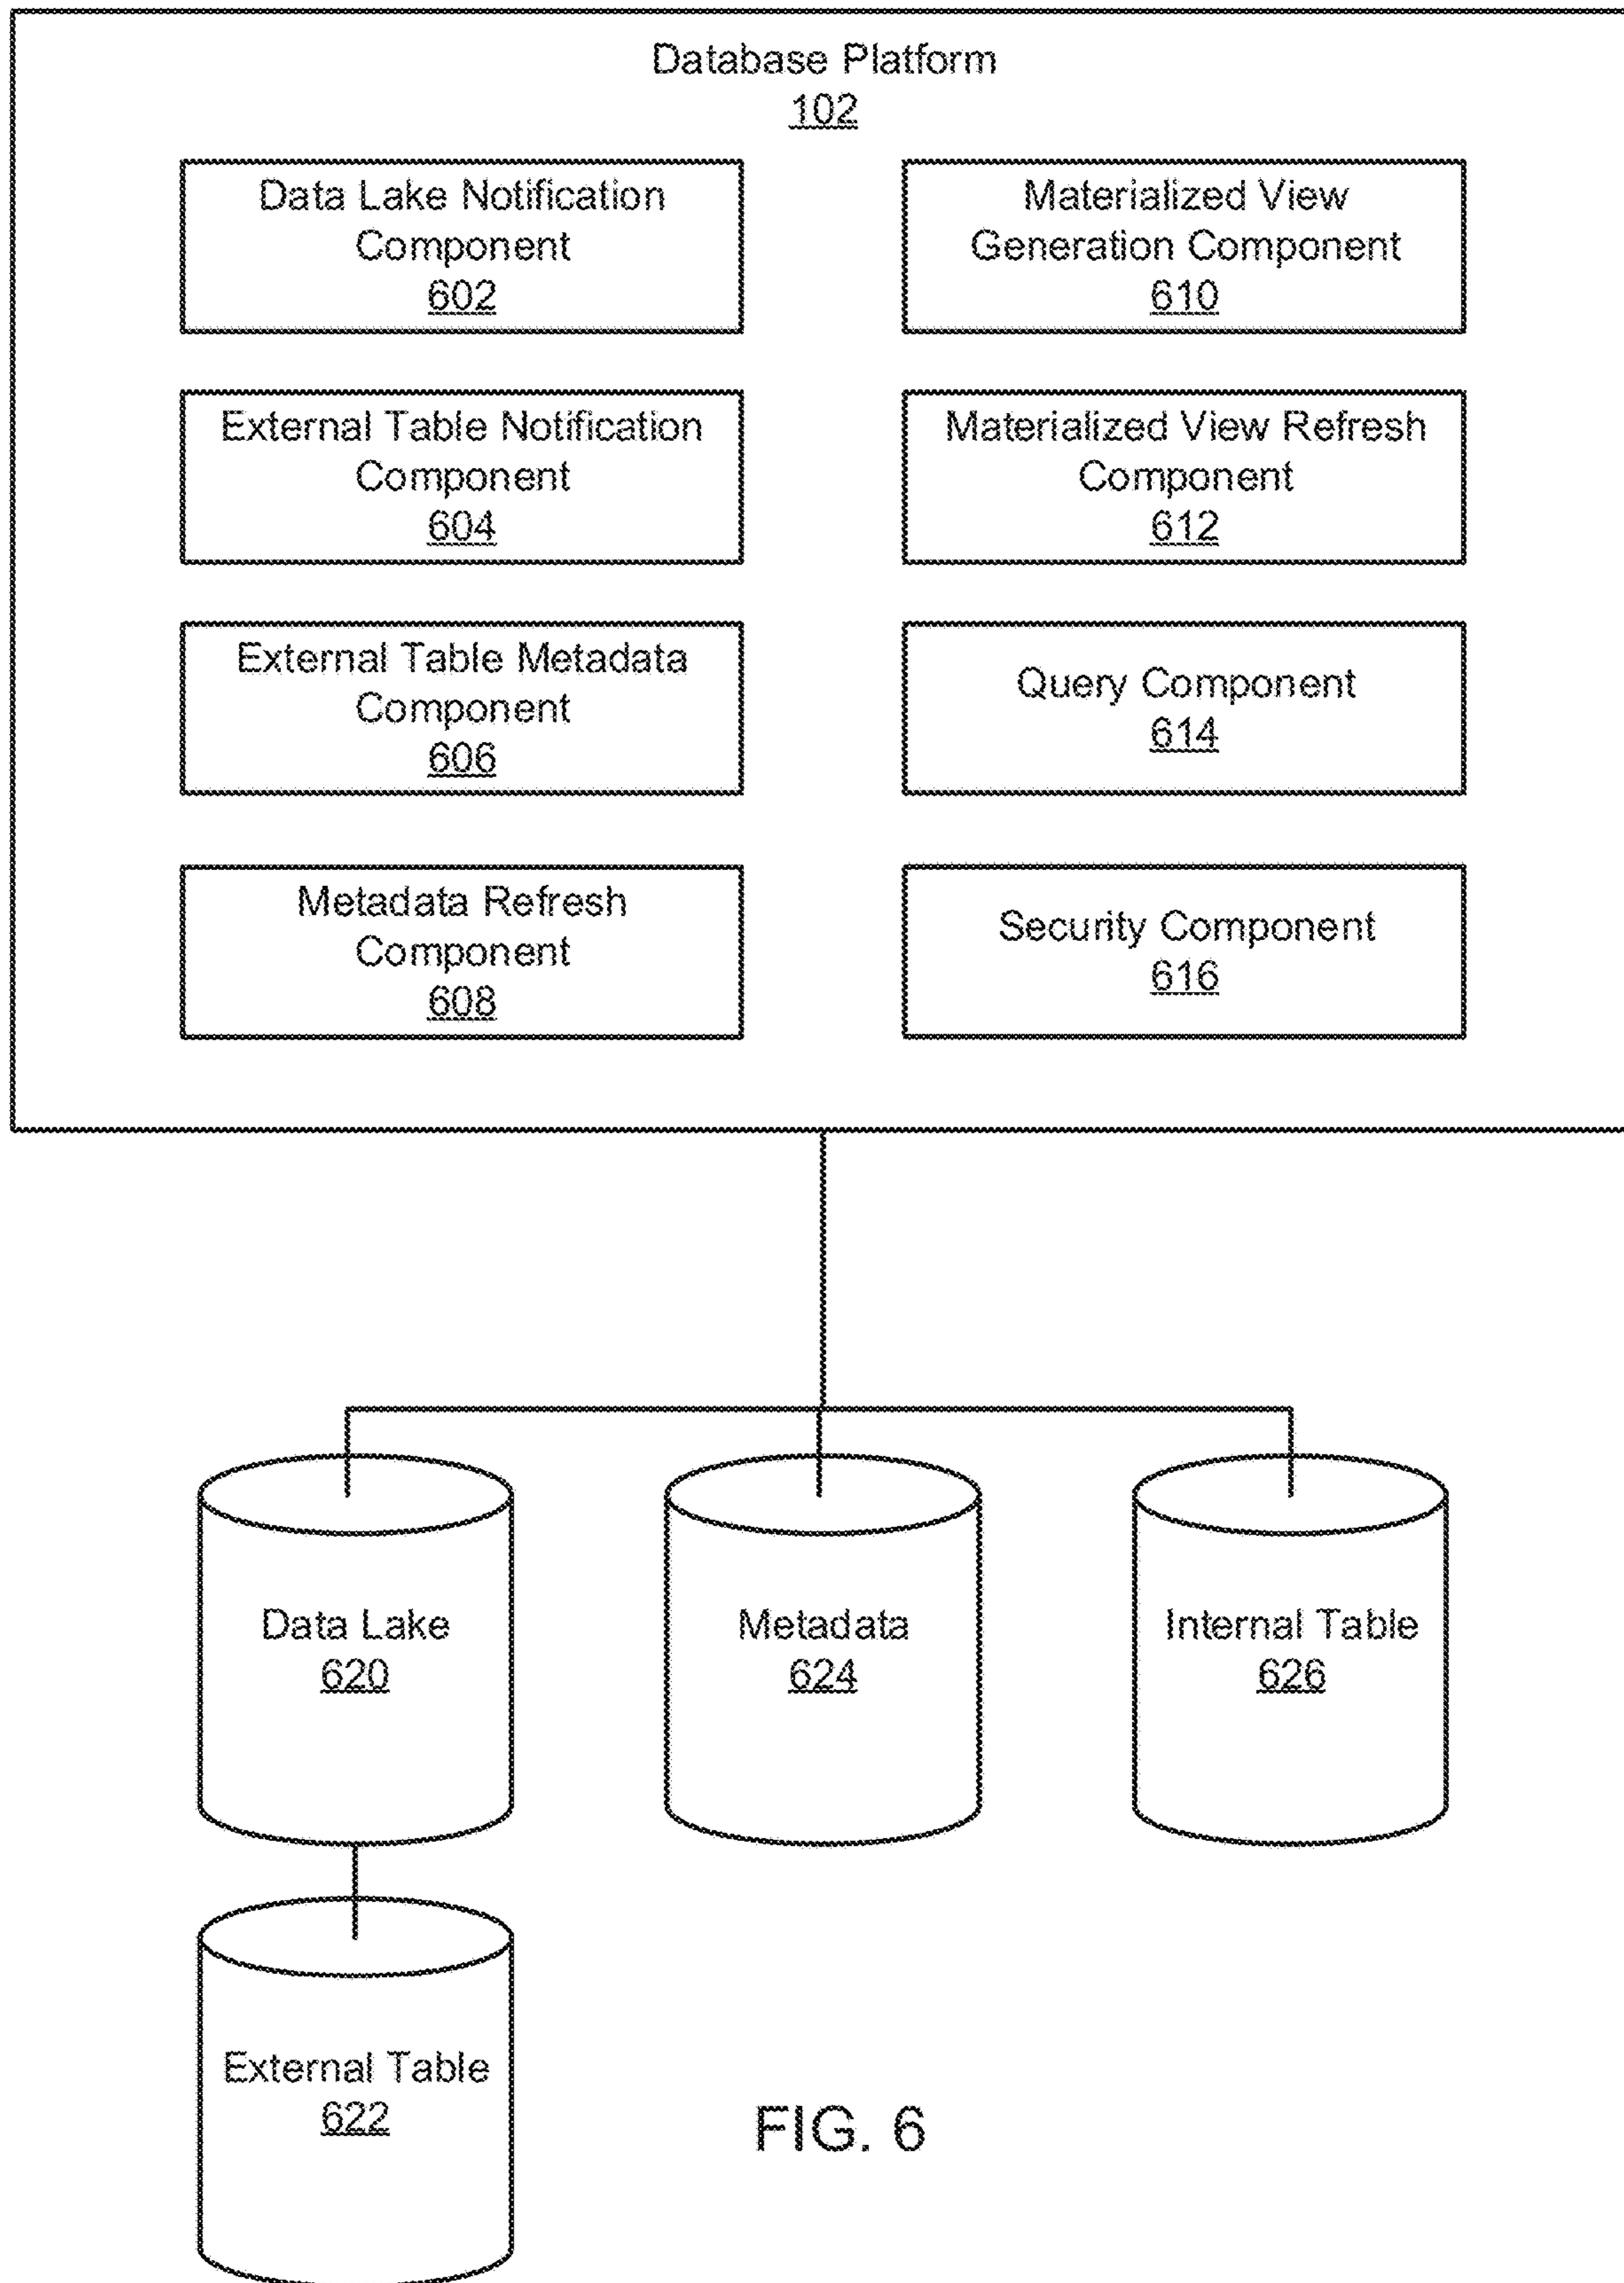 Database Platform
102
Data Lake Notification
Component
602
Materialized View
Generation Component
610
External Table Notification
Component
604
Materialized View Refresh
Component
612
External Table Metadata
Component
606
Query Component
614
Metadata Refresh
Component
608
Security Component
616
Data Lake
620
Metadata
624
Internal Table
626
External Table
622
FIG. 6